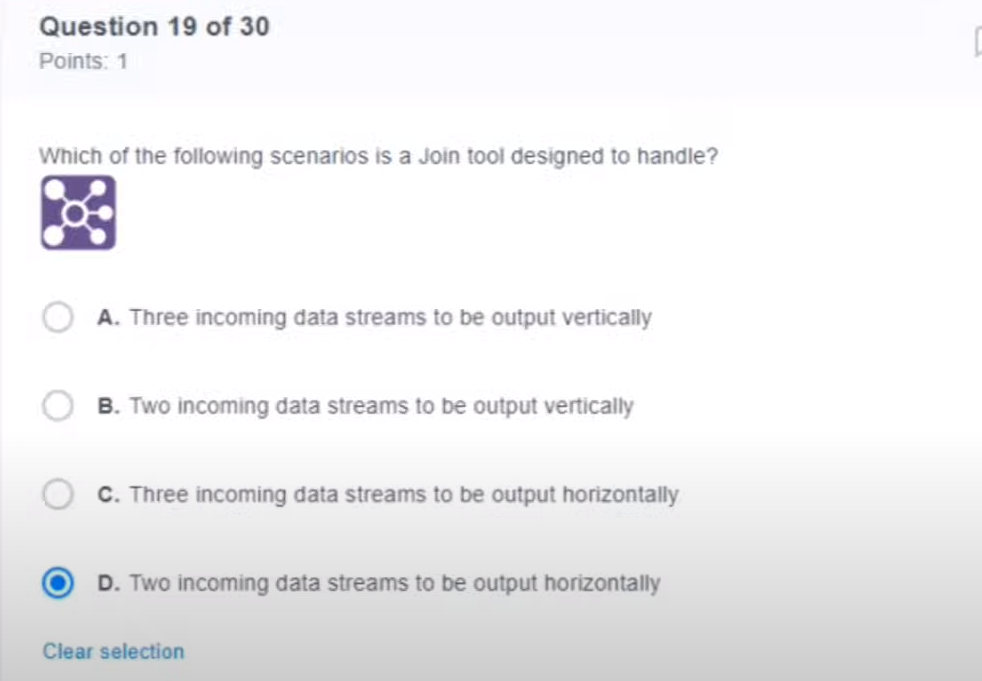 Question 19 of 30
Points: 1
Which of the following scenarios is a Join tool designed to handle?
A. Three incoming data streams to be output vertically
B. Two incoming data streams to be output vertically
C. Three incoming data streams to be output horizontally
D. Two incoming data streams to be output horizontally
Clear selection